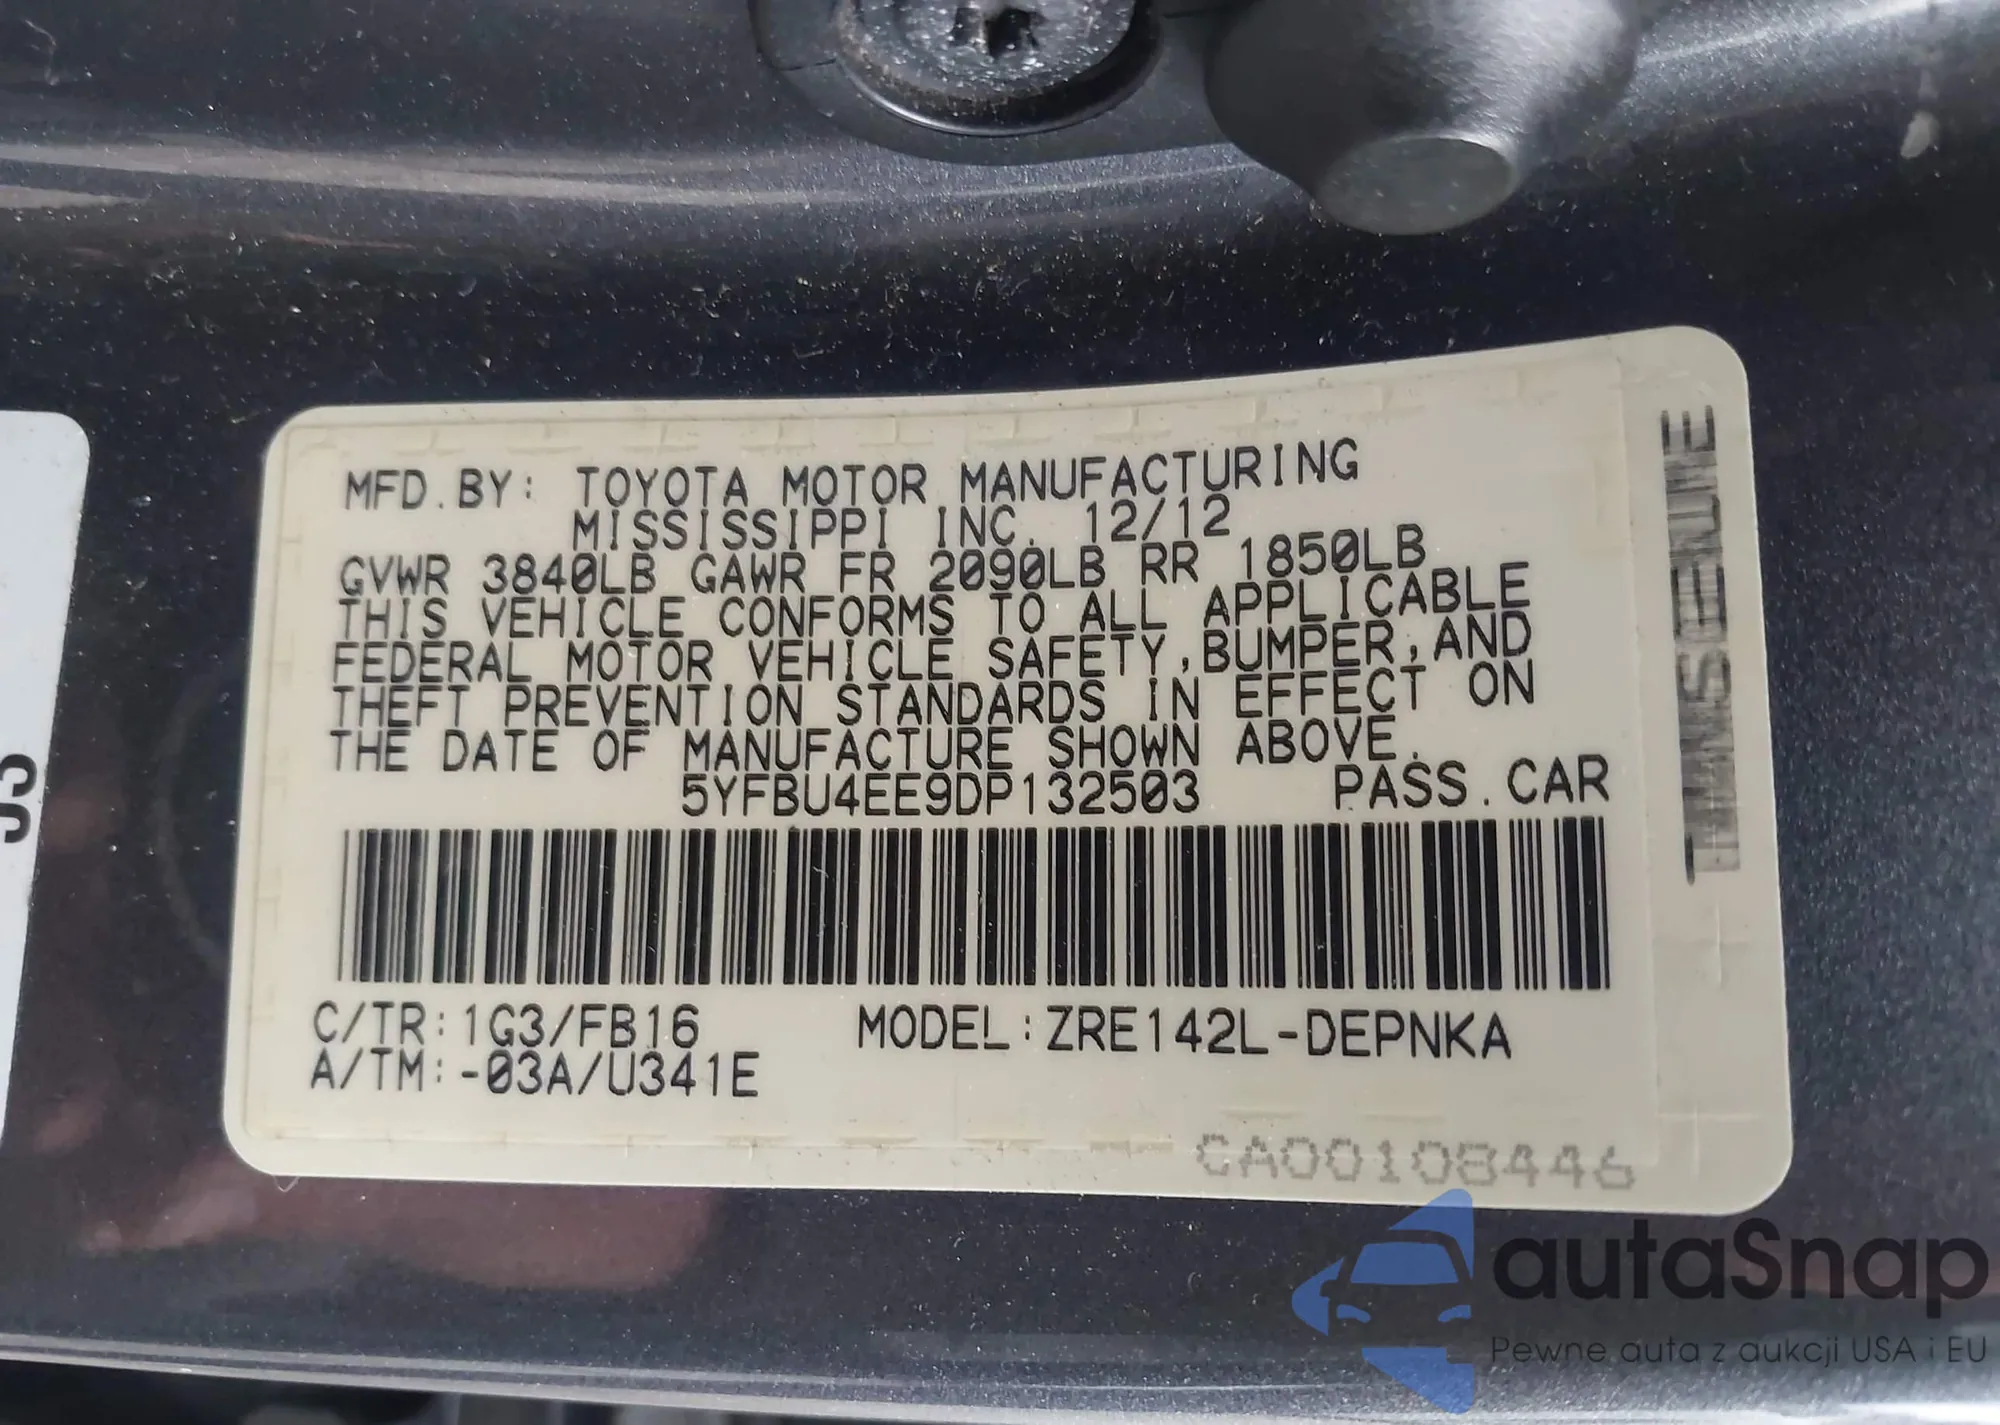 MFD.BY: TOYOTA MOTOR MANUFACTURING
MISSISSIPPI INC. 12/12
GVWR 3840LB GAWR FR 2090LB RR 1850LB
THIS VEHICLE CONFORMS TO ALL APPLICABLE
FEDERAL MOTOR VEHICLE SAFETY,BUMPER,AND
THEFT PREVENTION STANDARDS IN EFFECT ON
THE DATE OF MANUFACTURE SHOWN ABOVE.
5YFBU4EE9DP132503 PASS.CAR
C/TR:1G3/FB16 MODEL:ZRE142L-DEPNKA
A/TM:-03A/U341E
CA00108446
autaSnap
Pewne auta z aukcji USA i EU